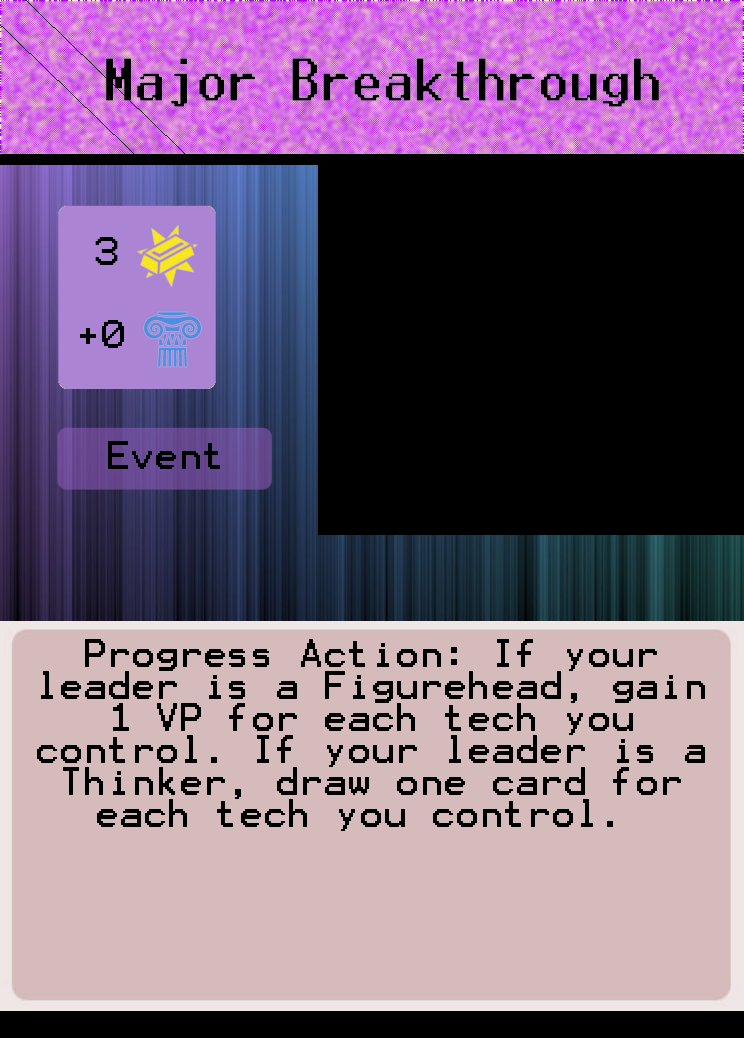 Major Breakthrough
3
+0
Event
Progress Action: If your
leader is a Figurehead, gain
1 VP for each tech you
control. If your leader is a
Thinker, draw one card for
each tech you control.